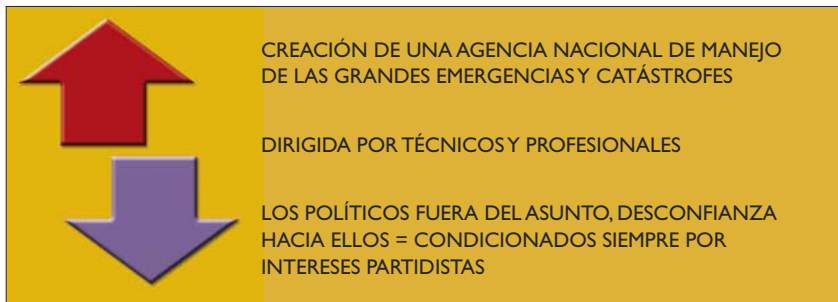 CREACIÓN DE UNA AGENCIA NACIONAL DE MANEJO
DE LAS GRANDES EMERGENCIAS Y CATÁSTROFES
DIRIGIDA POR TÉCNICOS Y PROFESIONALES
LOS POLÍTICOS FUERA DEL ASUNTO, DESCONFIANZA
HACIA ELLOS = CONDICIONADOS SIEMPRE POR
INTERESES PARTIDISTAS